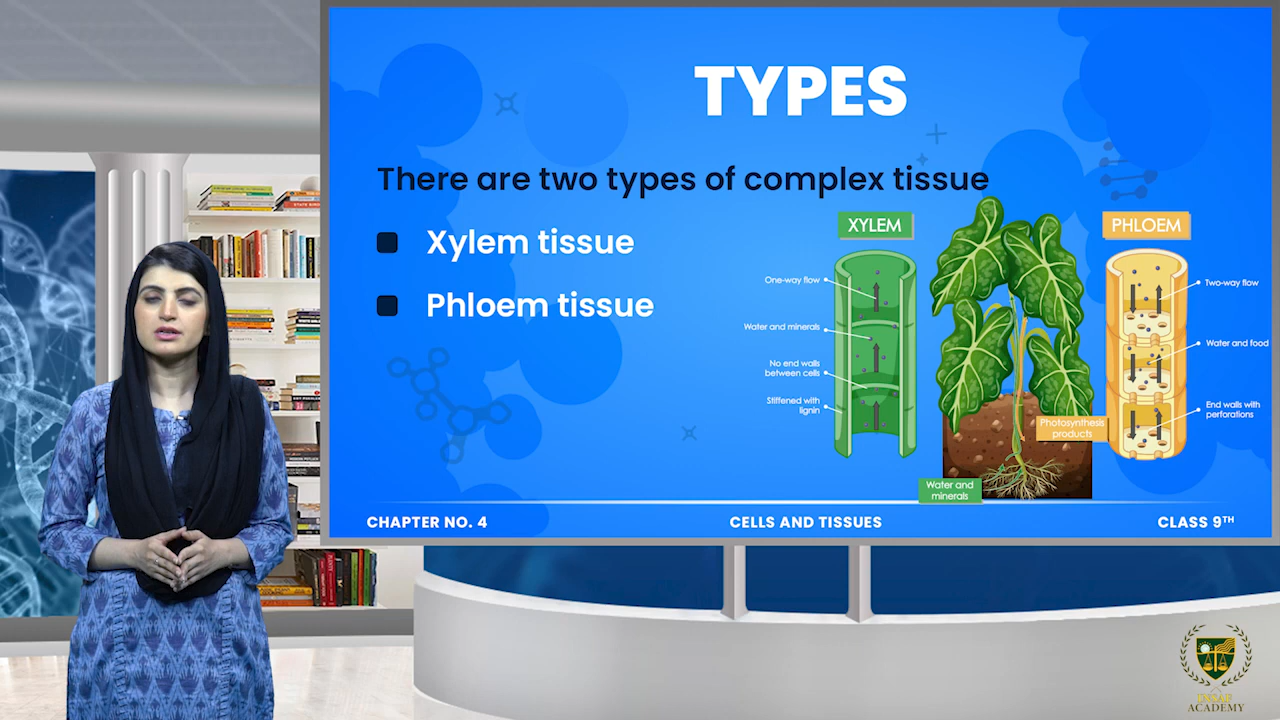 TYPES
There are two types of complex tissue
Xylem tissue
Phloem tissue
XYLEM
One-way flow
Water and minerals
No end walls
between cells
Stiffened with
lignin
Water and
minerals
Photosynthesis
products
PHLOEM
Two-way flow
Water and food
End walls with
perforations
CHAPTER NO. 4
CELLS AND TISSUES
CLASS 9TH
ACADEMY